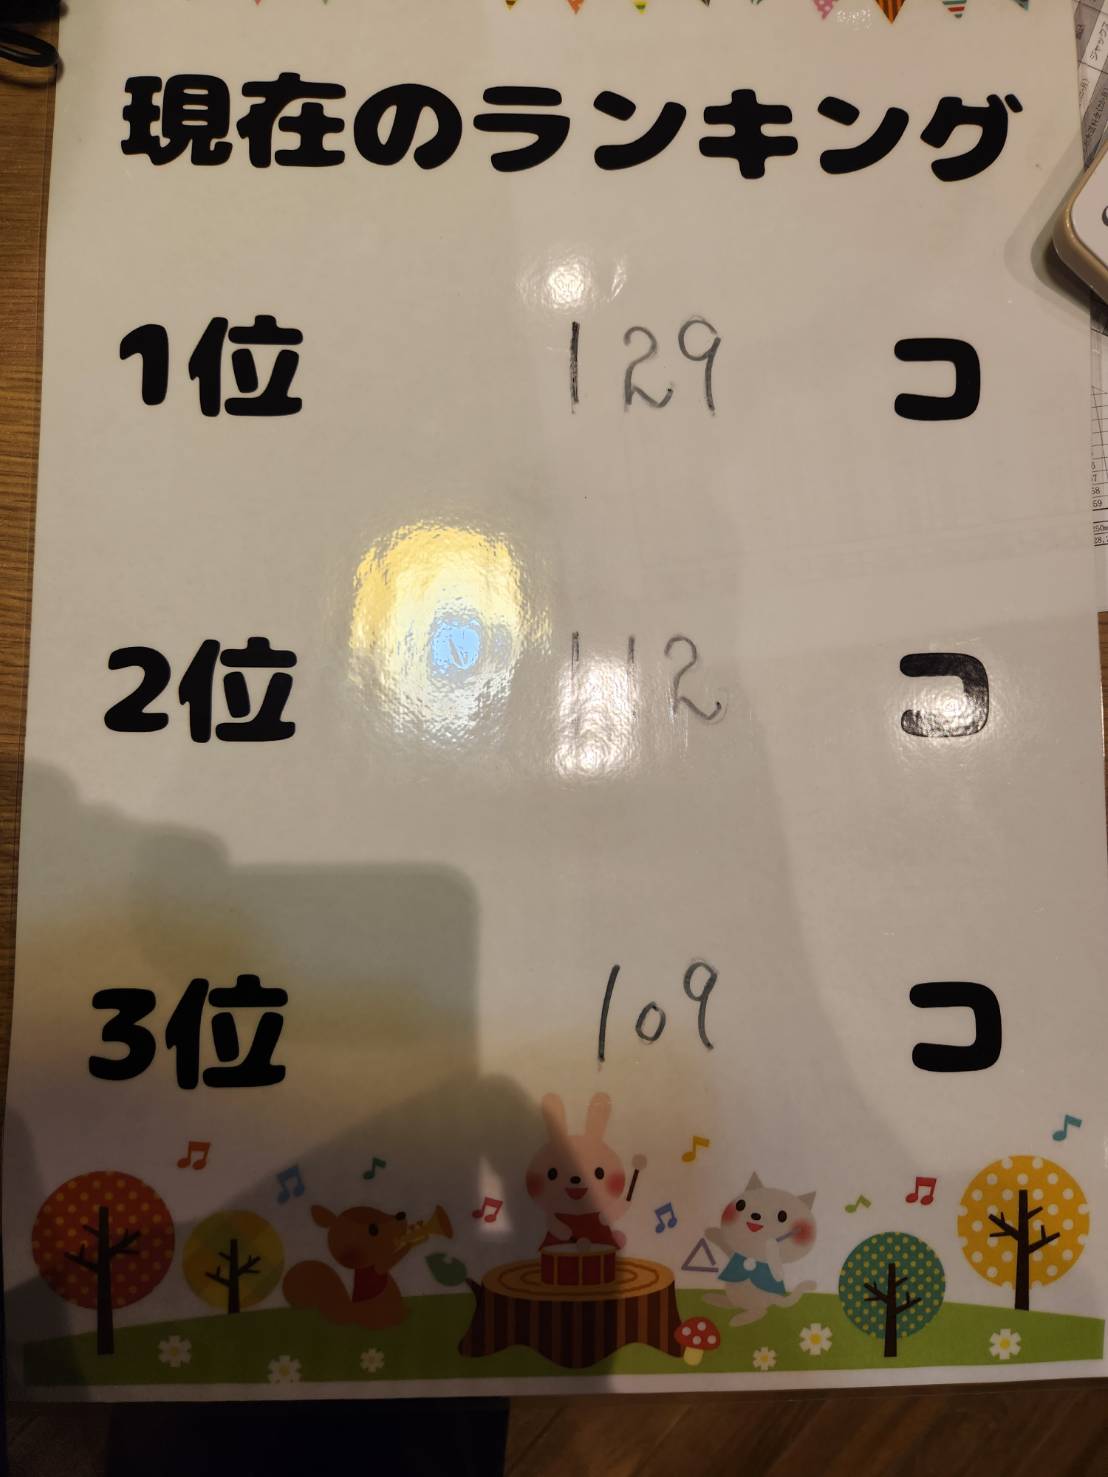 現在のランキング
1位 129 コ
2位 112 コ
3位 109 コ